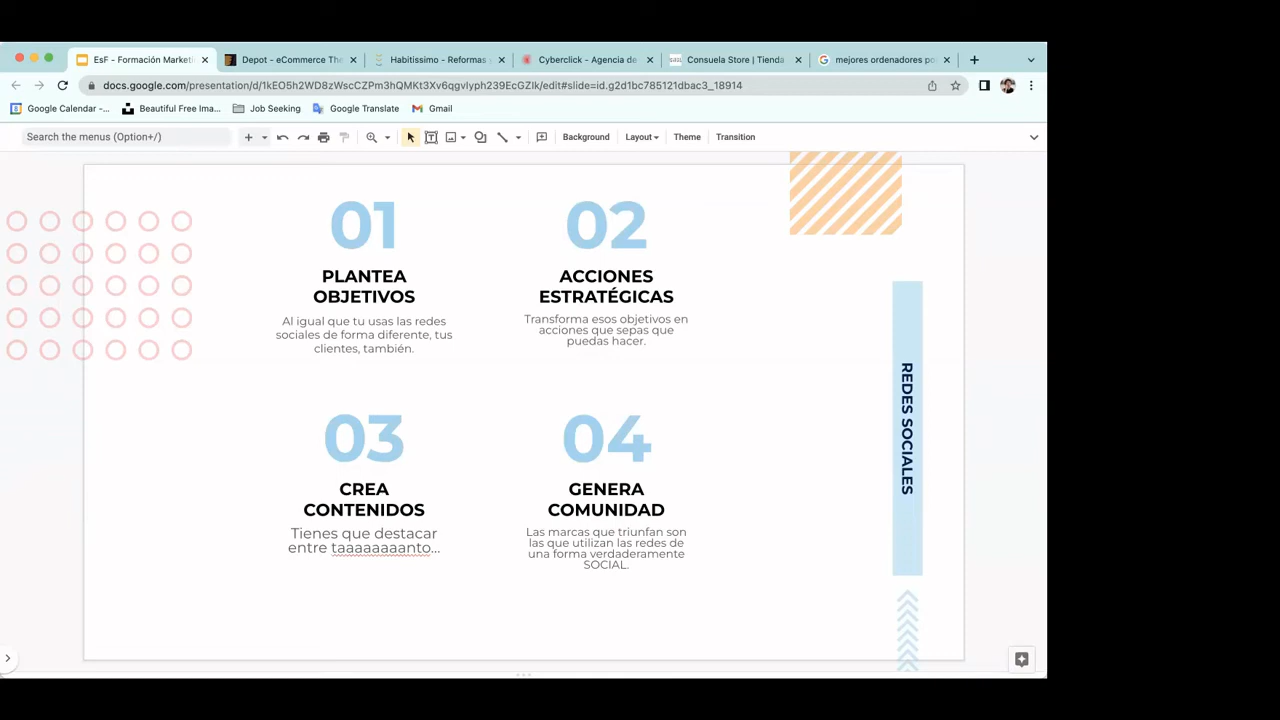 EsF - Formación Marketi
Depot - eCommerce The
Habitissimo - Reformas
Cyberclick - Agencia de
Consuela Store | Tienda
mejores ordenadores po
docs.google.com/presentation/d/1kEO5h2WD8zWscCZPm3hQMKt3Xv6qgvlyph239EcGZIk/edit#slide=id.g2d1bc785121dbac3_18914
Google Calendar -...
Beautiful Free Ima...
Job Seeking
Google Translate
Gmail
Search the menus (Option+/)
Background
Layout
Theme
Transition
01
PLANTEA
OBJETIVOS
Al igual que tu usas las redes
sociales de forma diferente, tus
clientes, también.
02
ACCIONES
ESTRATÉGICAS
Transforma esos objetivos en
acciones que sepas que
puedas hacer.
03
CREA
CONTENIDOS
Tienes que destacar
entre taaaaaaaanto...
04
GENERA
COMUNIDAD
Las marcas que triunfan son
las que utilizan las redes de
una forma verdaderamente
SOCIAL.
REDES SOCIALES